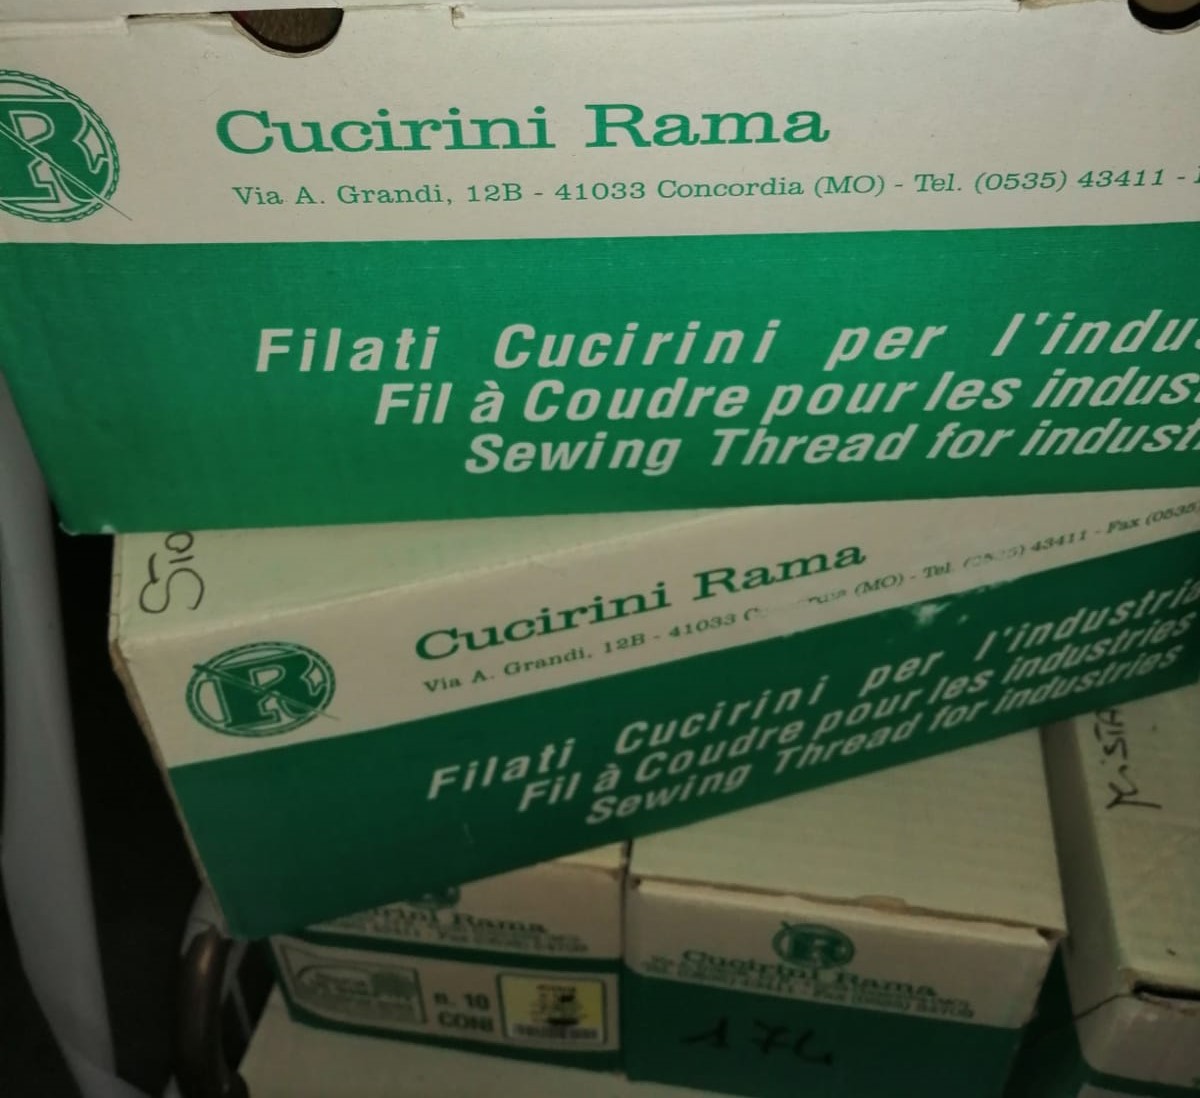 R
Cucirini Rama
Via A. Grandi, 12B - 41033 Concordia (MO) - Tel. (0535) 43411 -
Filati Cucirini per l'indus
Fil à Coudre pour les indus
Sewing Thread for indust
R
Cucirini Rama
Via A. Grandi, 12B - 41033 (MO) - Tel. 43411 - Fax (0535)
Filati Cucirini per l'industria
Fil à Coudre pour les industries
Sewing Thread for industries
Rama
n. 10
CONI
R
Cucirini Rama
174